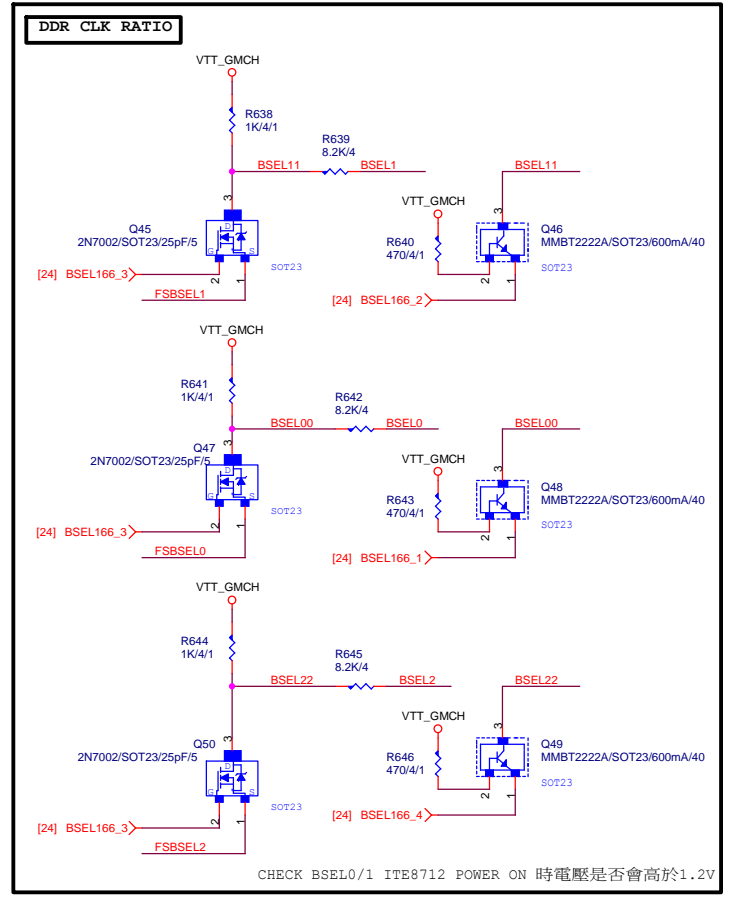 DDR CLK RATIO
VTT_GMCH
R638
1K/4/1
R639
8.2K/4
BSEL11
BSEL1
BSEL11
3
VTT_GMCH
3
Q45
2N7002/SOT23/25pF/5
D
G
S
SOT23
R640
470/4/1
Q46
MMBT2222A/SOT23/600mA/40
SOT23
[24] BSEL166_3
2
1
2
1
FSBSEL1
[24] BSEL166_2
VTT_GMCH
R641
1K/4/1
R642
8.2K/4
BSEL00
BSEL0
BSEL00
3
Q47
2N7002/SOT23/25pF/5
D
G
S
SOT23
VTT_GMCH
3
R643
470/4/1
Q48
MMBT2222A/SOT23/600mA/40
SOT23
[24] BSEL166_3
2
1
2
1
FSBSEL0
[24] BSEL166_1
VTT_GMCH
R644
1K/4/1
R645
8.2K/4
BSEL22
BSEL2
BSEL22
VTT_GMCH
3
3
Q50
2N7002/SOT23/25pF/5
D
G
S
SOT23
R646
470/4/1
Q49
MMBT2222A/SOT23/600mA/40
SOT23
2
1
[24] BSEL166_4
[24] BSEL166_3
2
1
FSBSEL2
CHECK BSEL0/1 ITE8712 POWER ON 時電壓是否會高於1.2V